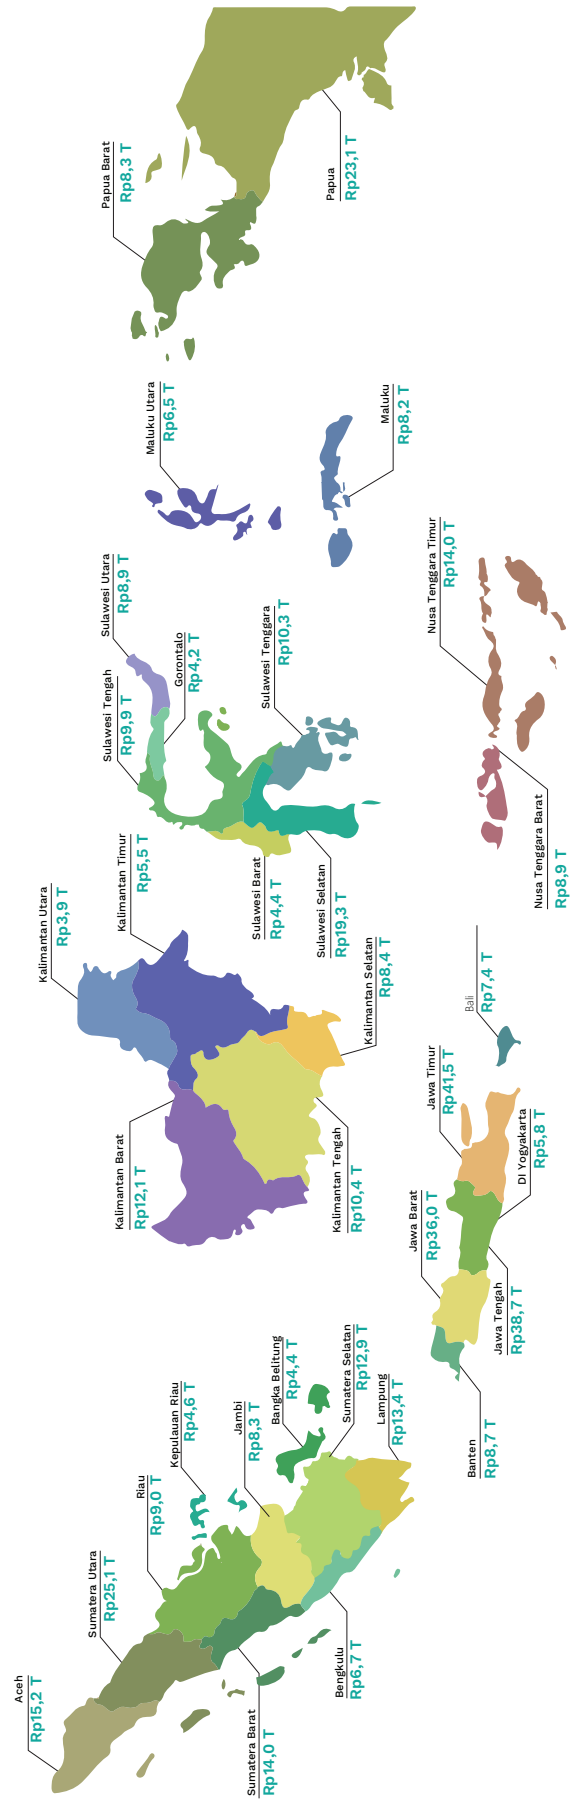 Aceh
Rp15,2 T
Sumatera Utara
Rp25,1 T
Riau
Rp9,0 T
Kepulauan Riau
Rp4,6 T
Jambi
Rp8,3 T
Bangka Belitung
Rp4,4 T
Sumatera Selatan
Rp12,9 T
Lampung
Rp13,4 T
Sumatera Barat
Rp14,0 T
Bengkulu
Rp6,7 T
Banten
Rp8,7 T
Jawa Barat
Rp36,0 T
Jawa Tengah
Rp38,7 T
DI Yogyakarta
Rp5,8 T
Jawa Timur
Rp41,5 T
Bali
Rp7,4 T
Kalimantan Barat
Rp12,1 T
Kalimantan Tengah
Rp10,4 T
Kalimantan Selatan
Rp8,4 T
Kalimantan Utara
Rp3,9 T
Kalimantan Timur
Rp5,5 T
Sulawesi Barat
Rp4,4 T
Sulawesi Selatan
Rp19,3 T
Sulawesi Tengah
Rp9,9 T
Gorontalo
Rp4,2 T
Sulawesi Utara
Rp8,9 T
Sulawesi Tenggara
Rp10,3 T
Nusa Tenggara Barat
Rp8,9 T
Nusa Tenggara Timur
Rp14,0 T
Maluku Utara
Rp6,5 T
Maluku
Rp8,2 T
Papua Barat
Rp8,3 T
Papua
Rp23,1 T